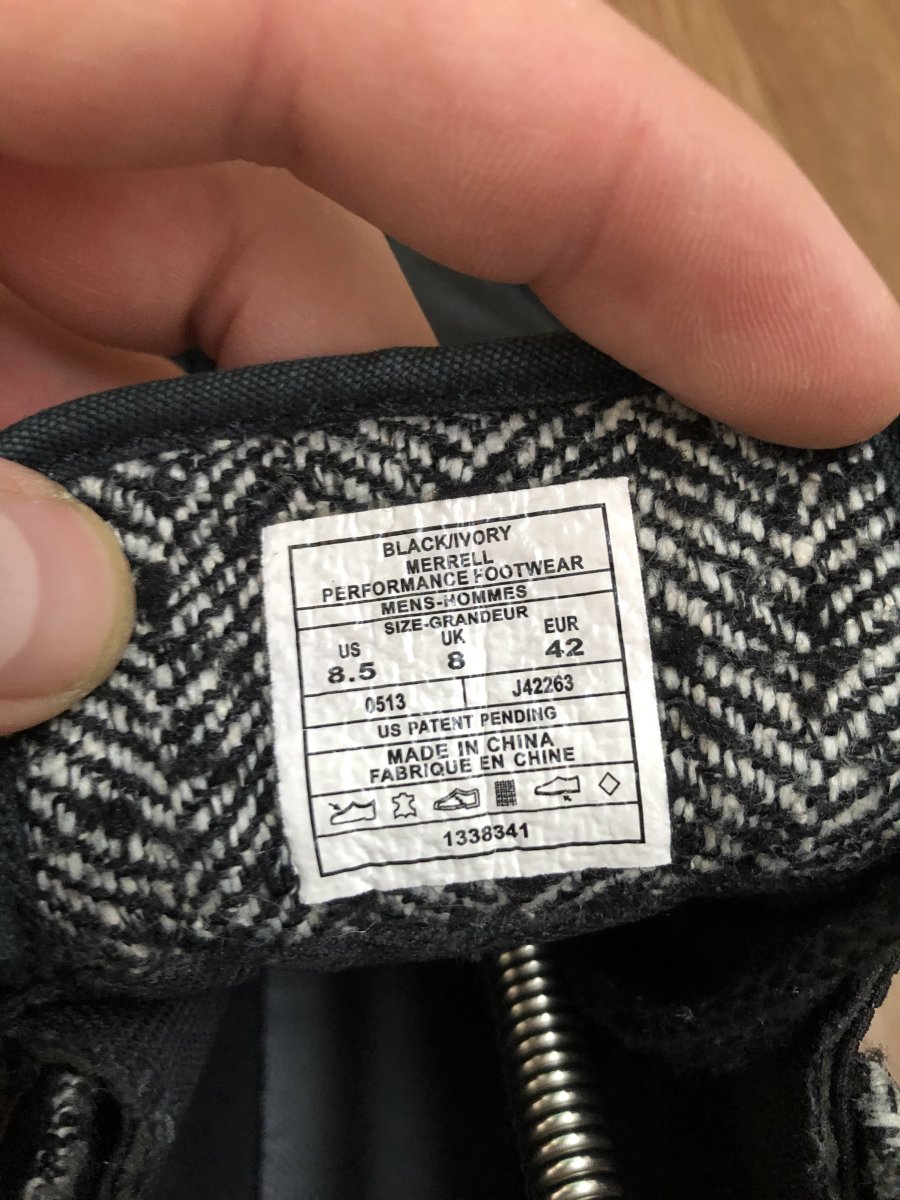 BLACK/IVORY
MERRELL
PERFORMANCE FOOTWEAR
MENS-HOMMES
SIZE-GRANDEUR
US UK EUR
8.5 8 42
0513 J42263
US PATENT PENDING
MADE IN CHINA
FABRIQUE EN CHINE
1338341